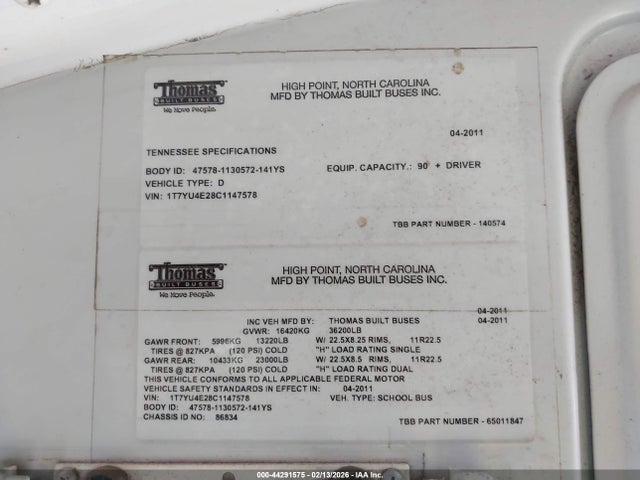 Thomas
BUILT BUSES
We Know People.
HIGH POINT, NORTH CAROLINA
MFD BY THOMAS BUILT BUSES INC.
04-2011
TENNESSEE SPECIFICATIONS
BODY ID: 47578-1130572-141YS EQUIP. CAPACITY.: 90 + DRIVER
VEHICLE TYPE: D
VIN: 1T7YU4E28C1147578
TBB PART NUMBER - 140574
Thomas
BUILT BUSES
We Know People.
HIGH POINT, NORTH CAROLINA
MFD BY THOMAS BUILT BUSES INC.
04-2011
INC VEH MFD BY: THOMAS BUILT BUSES 04-2011
GVWR: 16420KG 36200LB
GAWR FRONT: 5996KG 13220LB W/ 22.5X8.25 RIMS, 11R22.5
TIRES @ 827KPA (120 PSI) COLD "H" LOAD RATING SINGLE
GAWR REAR: 10433KG 23000LB W/ 22.5X8.5 RIMS, 11R22.5
TIRES @ 827KPA (120 PSI) COLD "H" LOAD RATING DUAL
THIS VEHICLE CONFORMS TO ALL APPLICABLE FEDERAL MOTOR
VEHICLE SAFETY STANDARDS IN EFFECT IN: 04-2011
VIN: 1T7YU4E28C1147578 VEH. TYPE: SCHOOL BUS
BODY ID: 47578-1130572-141YS
CHASSIS ID: 86834
TBB PART NUMBER - 65011847
000-44291575 - 02/13/2026 - IAA Inc.